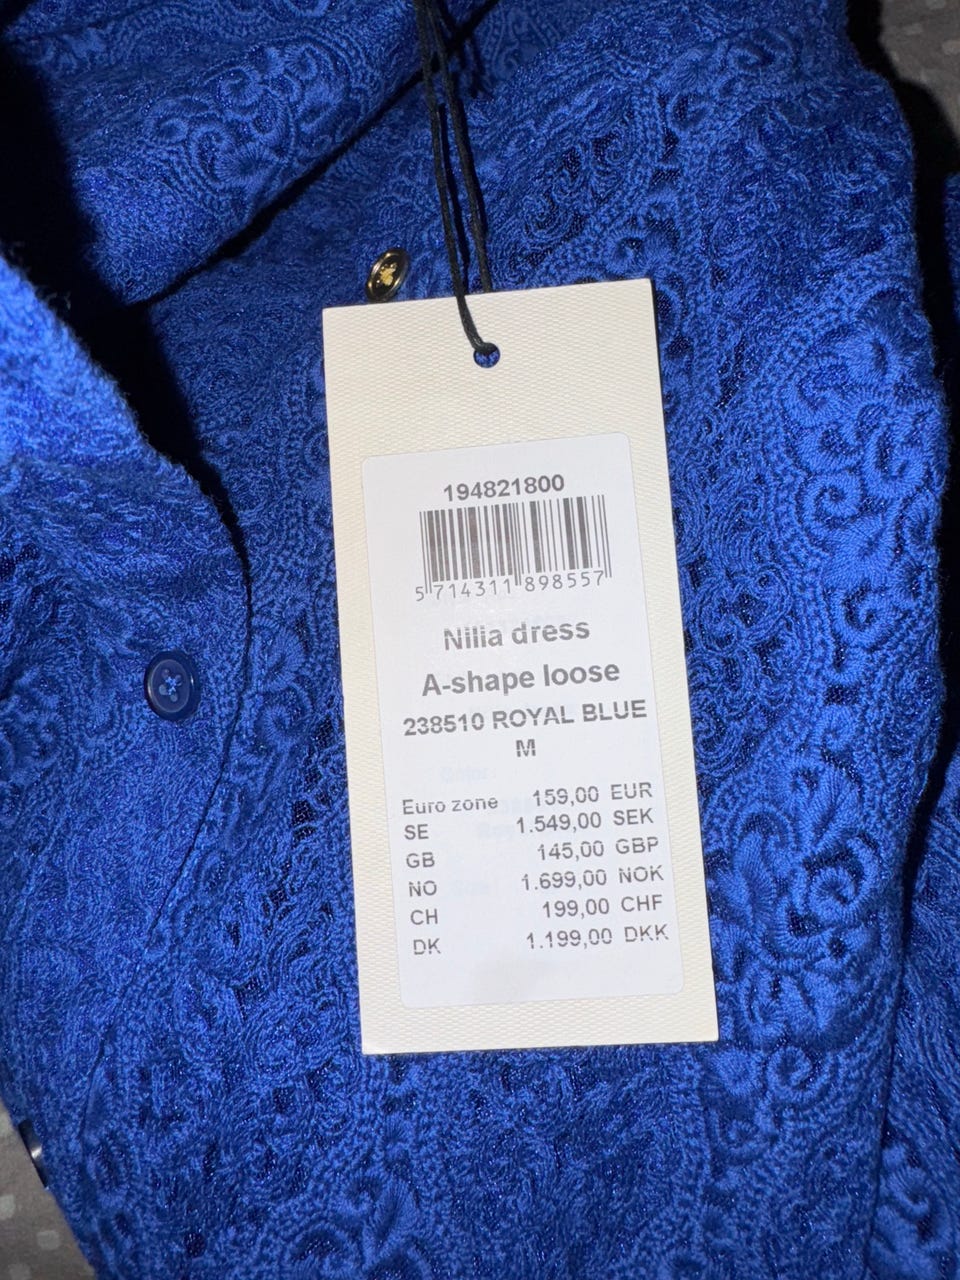 194821800
5 714311 898557
Nilia dress
A-shape loose
238510 ROYAL BLUE
M
Euro zone 159,00 EUR
SE 1.549,00 SEK
GB 145,00 GBP
NO 1.699,00 NOK
CH 199,00 CHF
DK 1.199,00 DKK